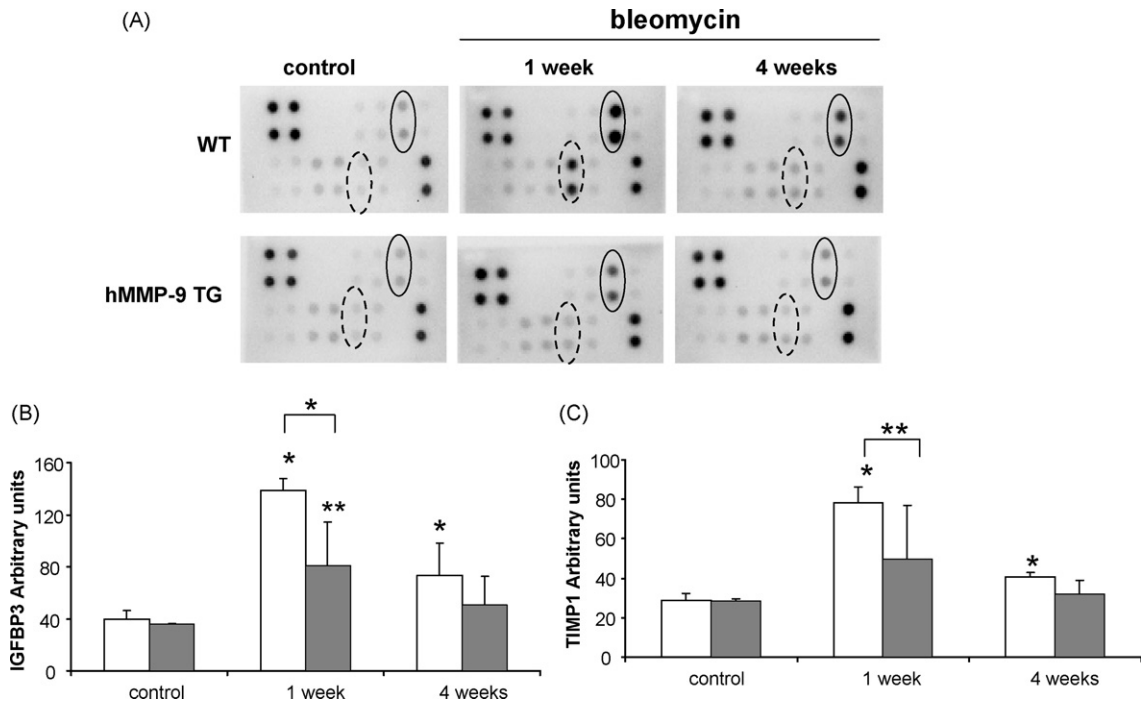 (A)
bleomycin
control
1 week
4 weeks
WT
hMMP-9 TG
(B)
*
*
**
*
IGFBP3 Arbitrary units
160
120
80
40
0
control
1 week
4 weeks
(C)
**
*
*
TIMP1 Arbitrary units
100
80
60
40
20
0
control
1 week
4 weeks